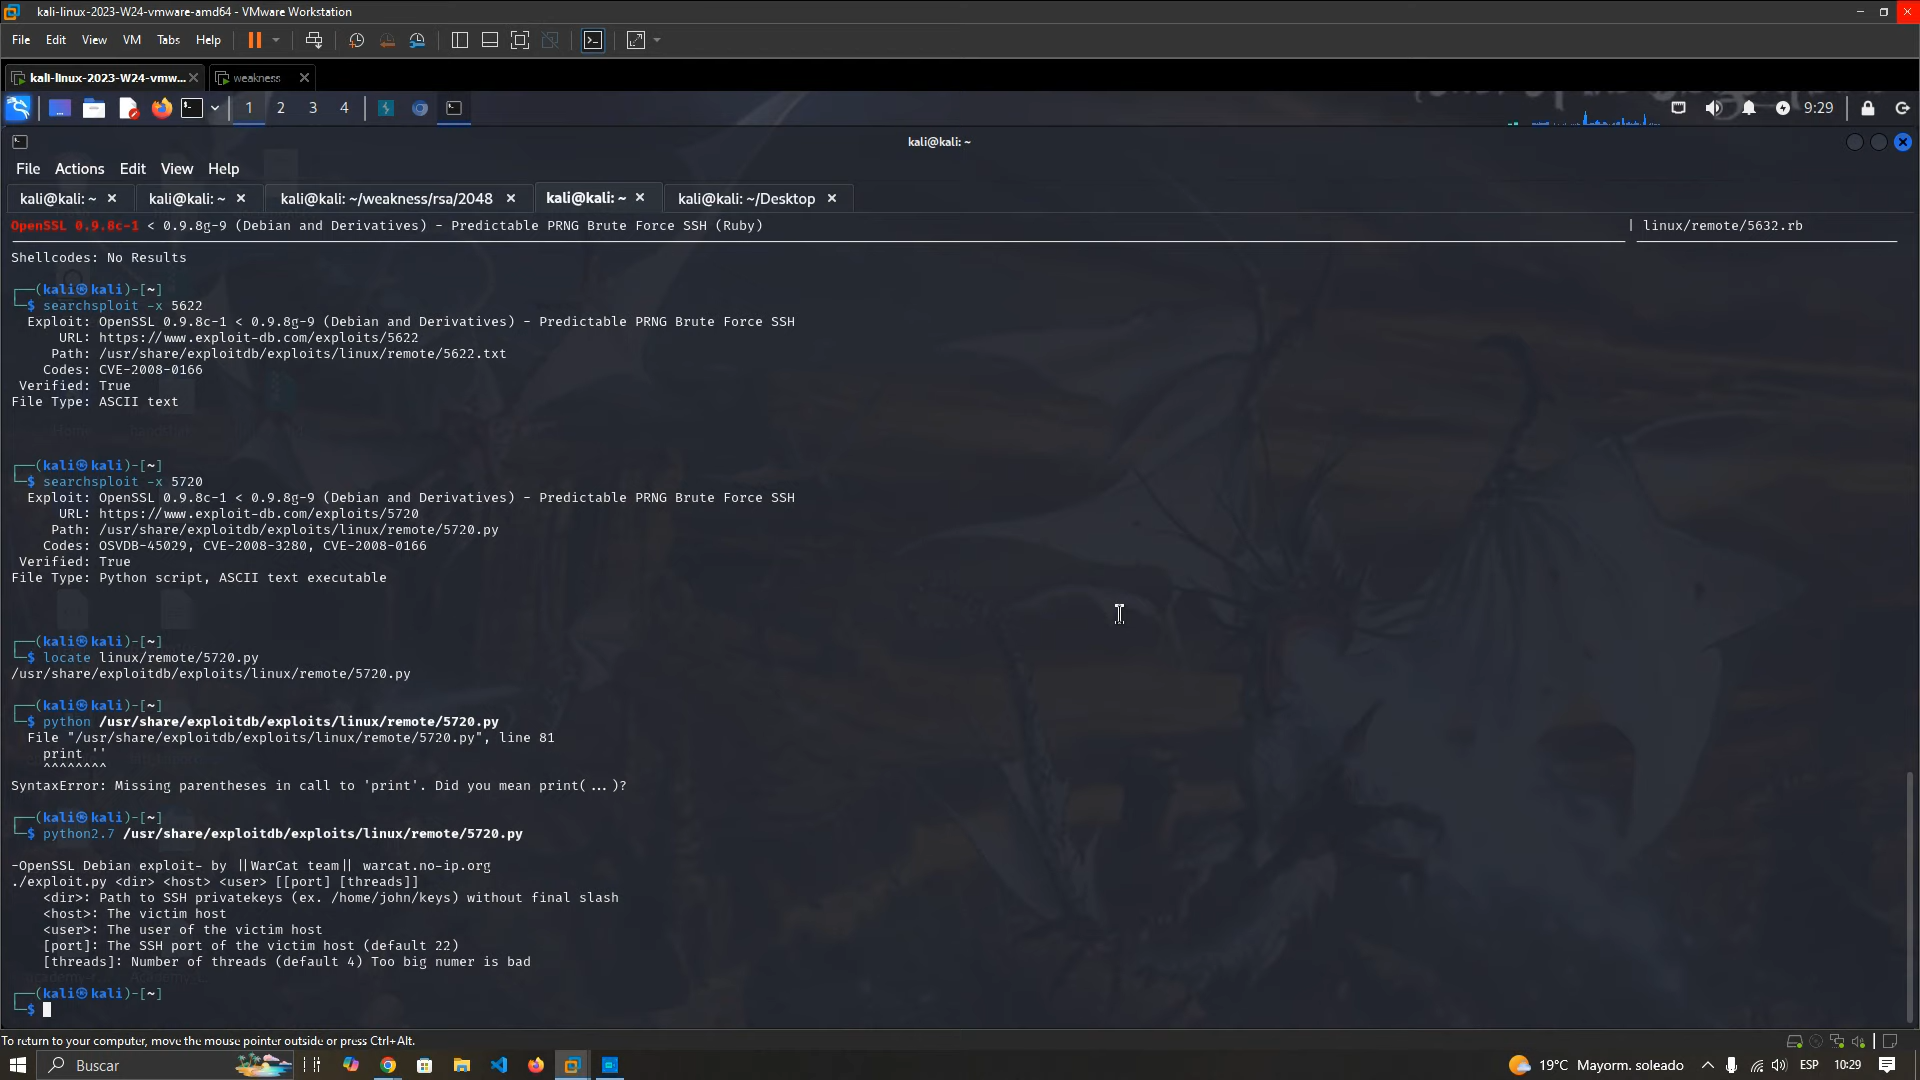 kali-linux-2023-W24-vmware-amd64 - VMware Workstation
File Edit View VM Tabs Help
kali-linux-2023-W24-vmw... weakness
1 2 3 4 9:29
kali@kali: ~
File Actions Edit View Help
kali@kali: ~ kali@kali: ~ kali@kali: ~/weakness/rsa/2048 kali@kali: ~ kali@kali: ~/Desktop
OpenSSL 0.9.8c-1 < 0.9.8g-9 (Debian and Derivatives) - Predictable PRNG Brute Force SSH (Ruby) | linux/remote/5632.rb
Shellcodes: No Results
┌──(kali㉿kali)-[~]
└─$ searchsploit -x 5622
Exploit: OpenSSL 0.9.8c-1 < 0.9.8g-9 (Debian and Derivatives) - Predictable PRNG Brute Force SSH
URL: https://www.exploit-db.com/exploits/5622
Path: /usr/share/exploitdb/exploits/linux/remote/5622.txt
Codes: CVE-2008-0166
Verified: True
File Type: ASCII text
┌──(kali㉿kali)-[~]
└─$ searchsploit -x 5720
Exploit: OpenSSL 0.9.8c-1 < 0.9.8g-9 (Debian and Derivatives) - Predictable PRNG Brute Force SSH
URL: https://www.exploit-db.com/exploits/5720
Path: /usr/share/exploitdb/exploits/linux/remote/5720.py
Codes: OSVDB-45029, CVE-2008-3280, CVE-2008-0166
Verified: True
File Type: Python script, ASCII text executable
┌──(kali㉿kali)-[~]
└─$ locate linux/remote/5720.py
/usr/share/exploitdb/exploits/linux/remote/5720.py
┌──(kali㉿kali)-[~]
└─$ python /usr/share/exploitdb/exploits/linux/remote/5720.py
File "/usr/share/exploitdb/exploits/linux/remote/5720.py", line 81
print ''
^^^^^^^^
SyntaxError: Missing parentheses in call to 'print'. Did you mean print(...)?
┌──(kali㉿kali)-[~]
└─$ python2.7 /usr/share/exploitdb/exploits/linux/remote/5720.py
-OpenSSL Debian exploit- by ||WarCat team|| warcat.no-ip.org
./exploit.py <dir> <host> <user> [[port] [threads]]
<dir>: Path to SSH privatekeys (ex. /home/john/keys) without final slash
<host>: The victim host
<user>: The user of the victim host
[port]: The SSH port of the victim host (default 22)
[threads]: Number of threads (default 4) Too big numer is bad
┌──(kali㉿kali)-[~]
└─$
To return to your computer, move the mouse pointer outside or press Ctrl+Alt.
Buscar 19°C Mayorm. soleado ESP 10:29